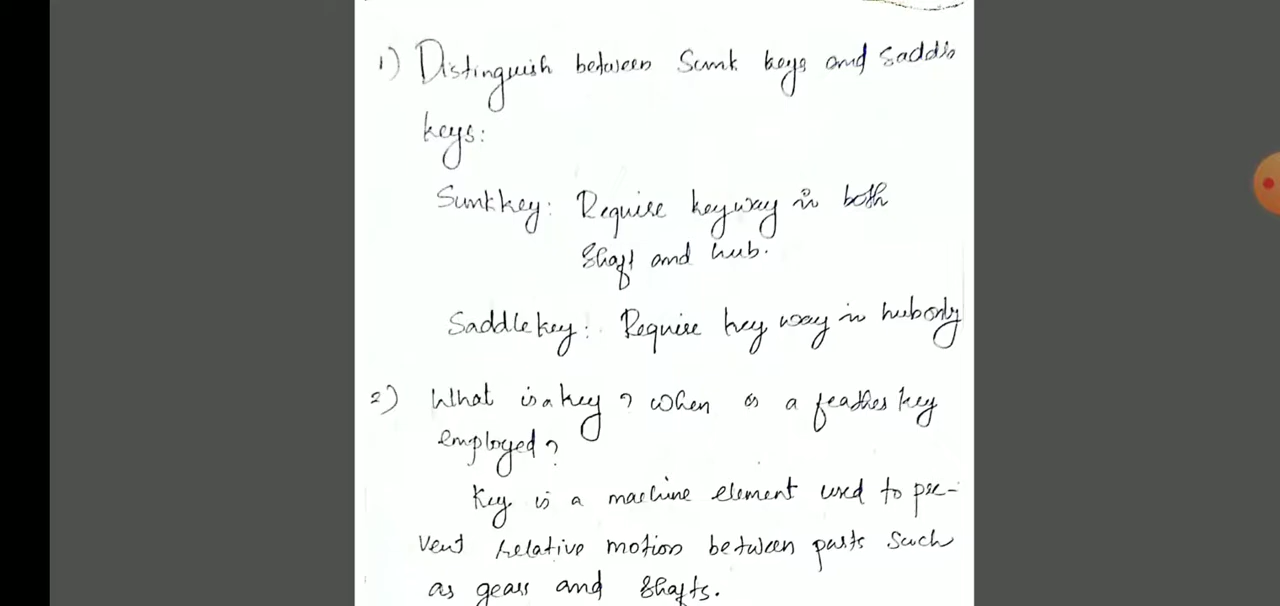 1) Distinguish between Sunk keys and Saddle
keys:
Sunk key: Require keyway in both
Shaft and hub.
Saddle key: Require key way in hub only
2) What is a key? When is a feather key
employed?
Key is a machine element used to pre-
vent relative motion between parts such
as gears and shafts.